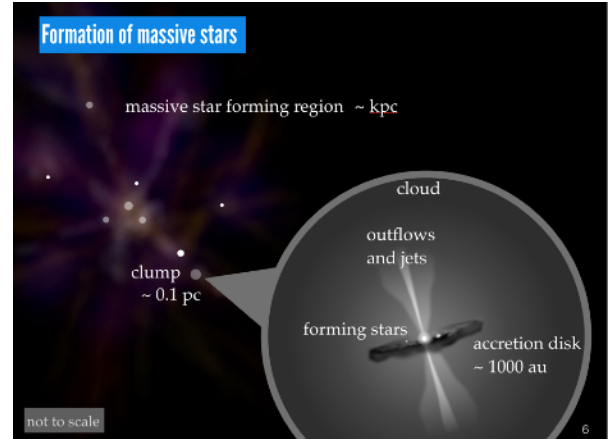 Formation of massive stars
massive star forming region ~ kpc
cloud
outflows
and jets
clump
~ 0.1 pc
forming stars
accretion disk
~ 1000 au
not to scale
6